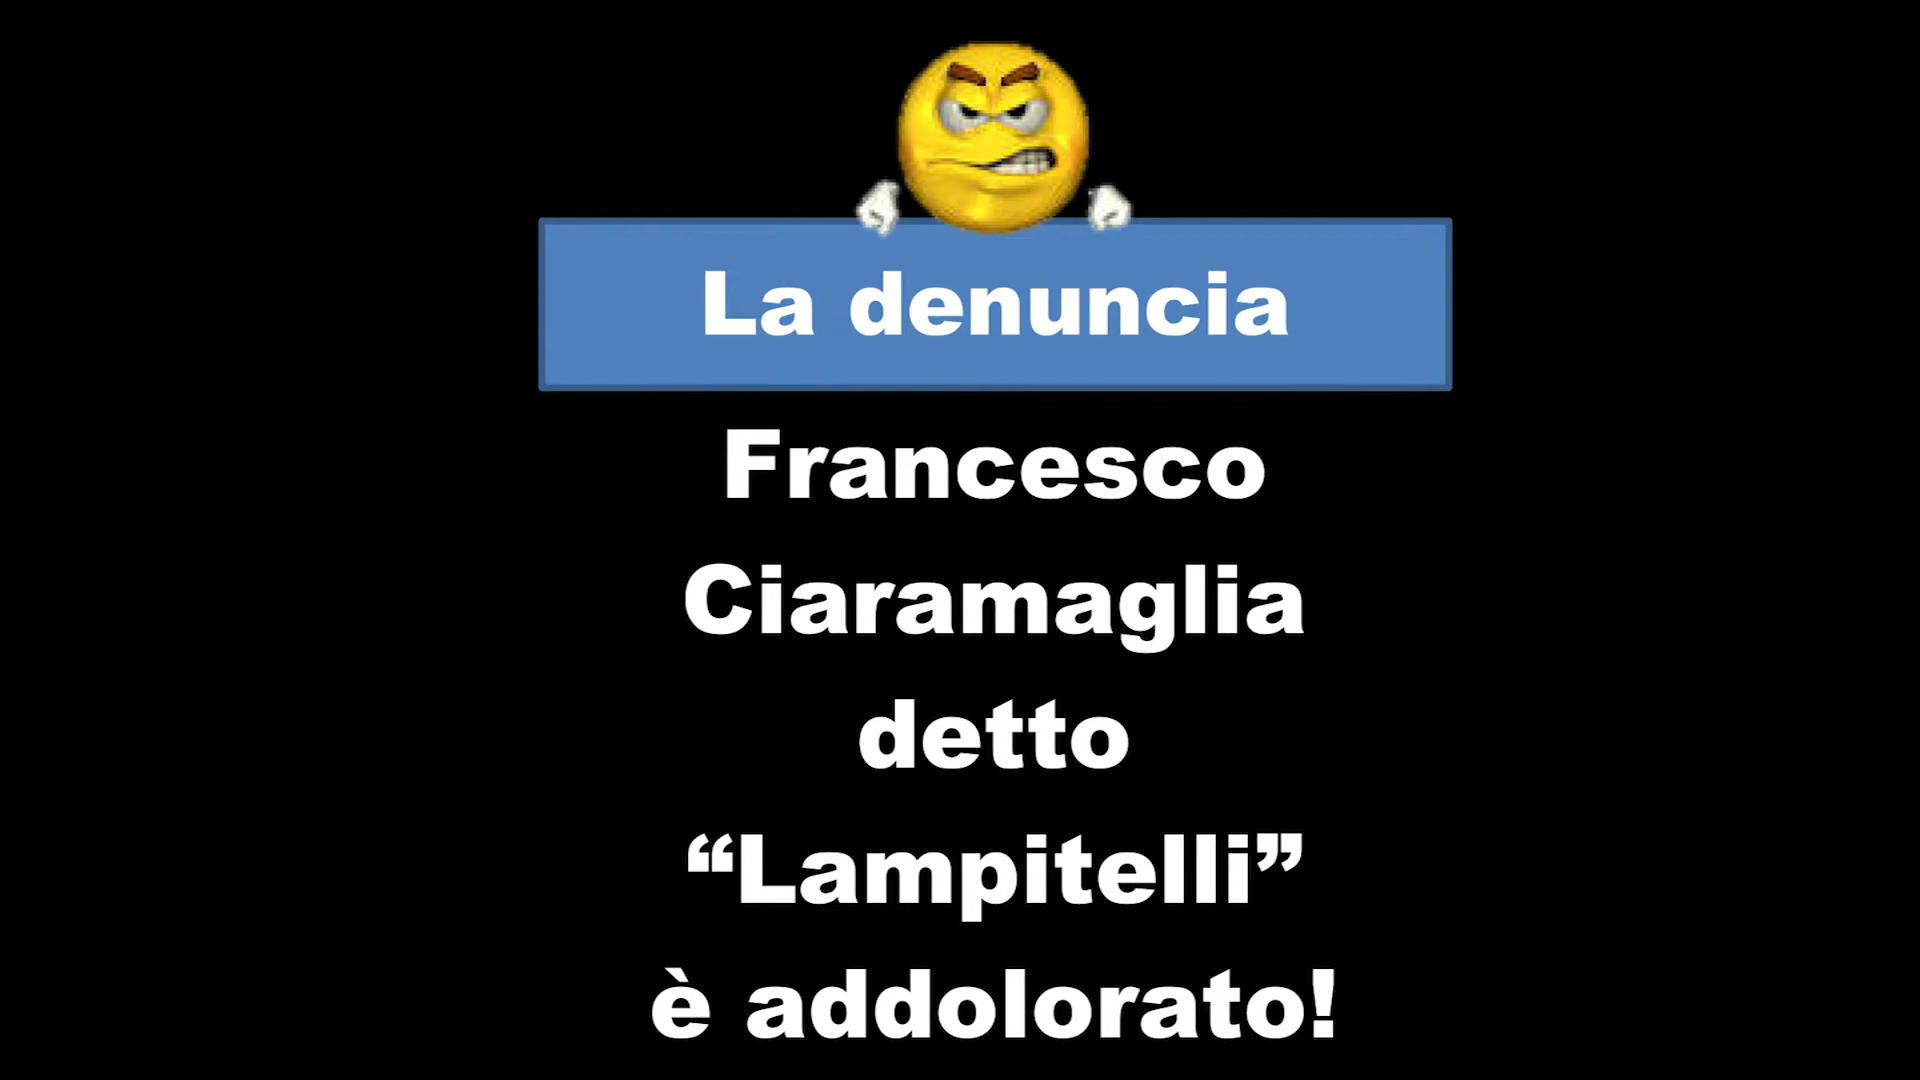 La denuncia
Francesco
Ciaramaglia
detto
“Lampitelli”
è addolorato!